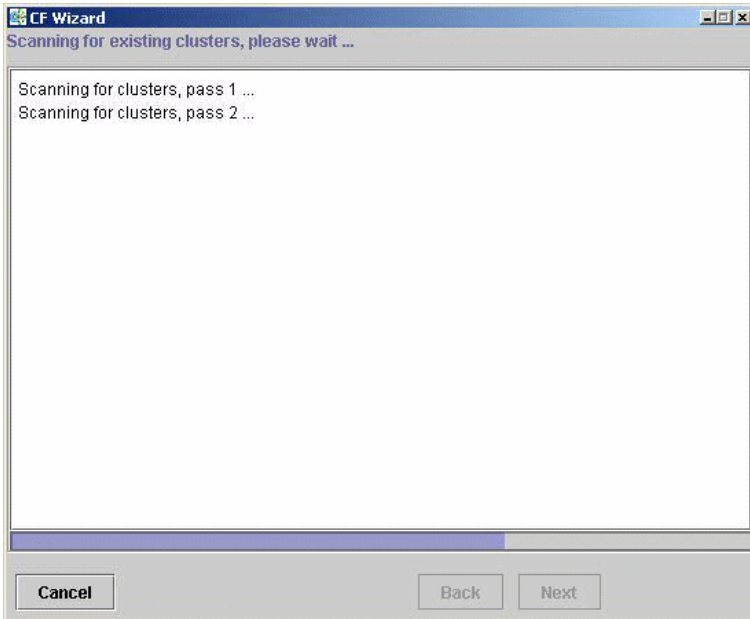 CF Wizard
Scanning for existing clusters, please wait ...
Scanning for clusters, pass 1 ...
Scanning for clusters, pass 2 ...
Cancel
Back
Next